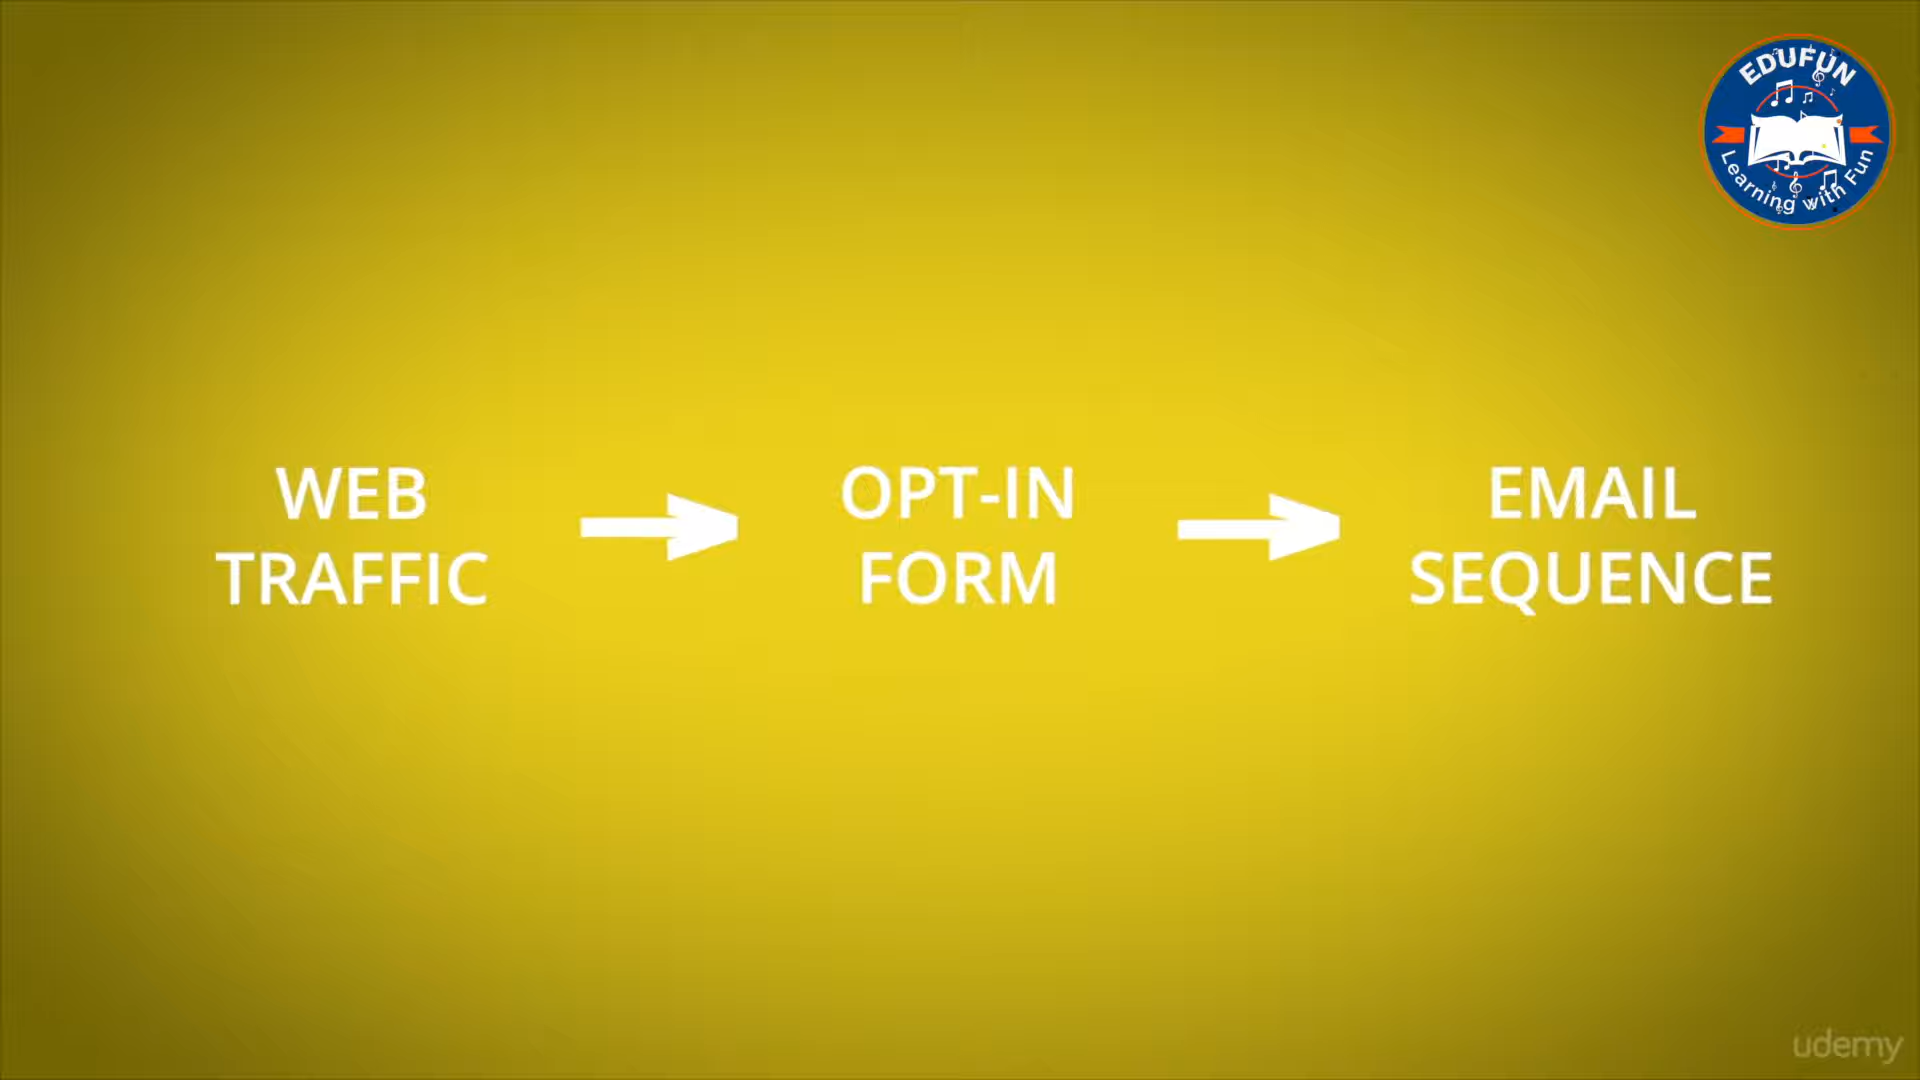 EDUFUN
Learning with Fun
WEB
TRAFFIC
OPT-IN
FORM
EMAIL
SEQUENCE
udemy